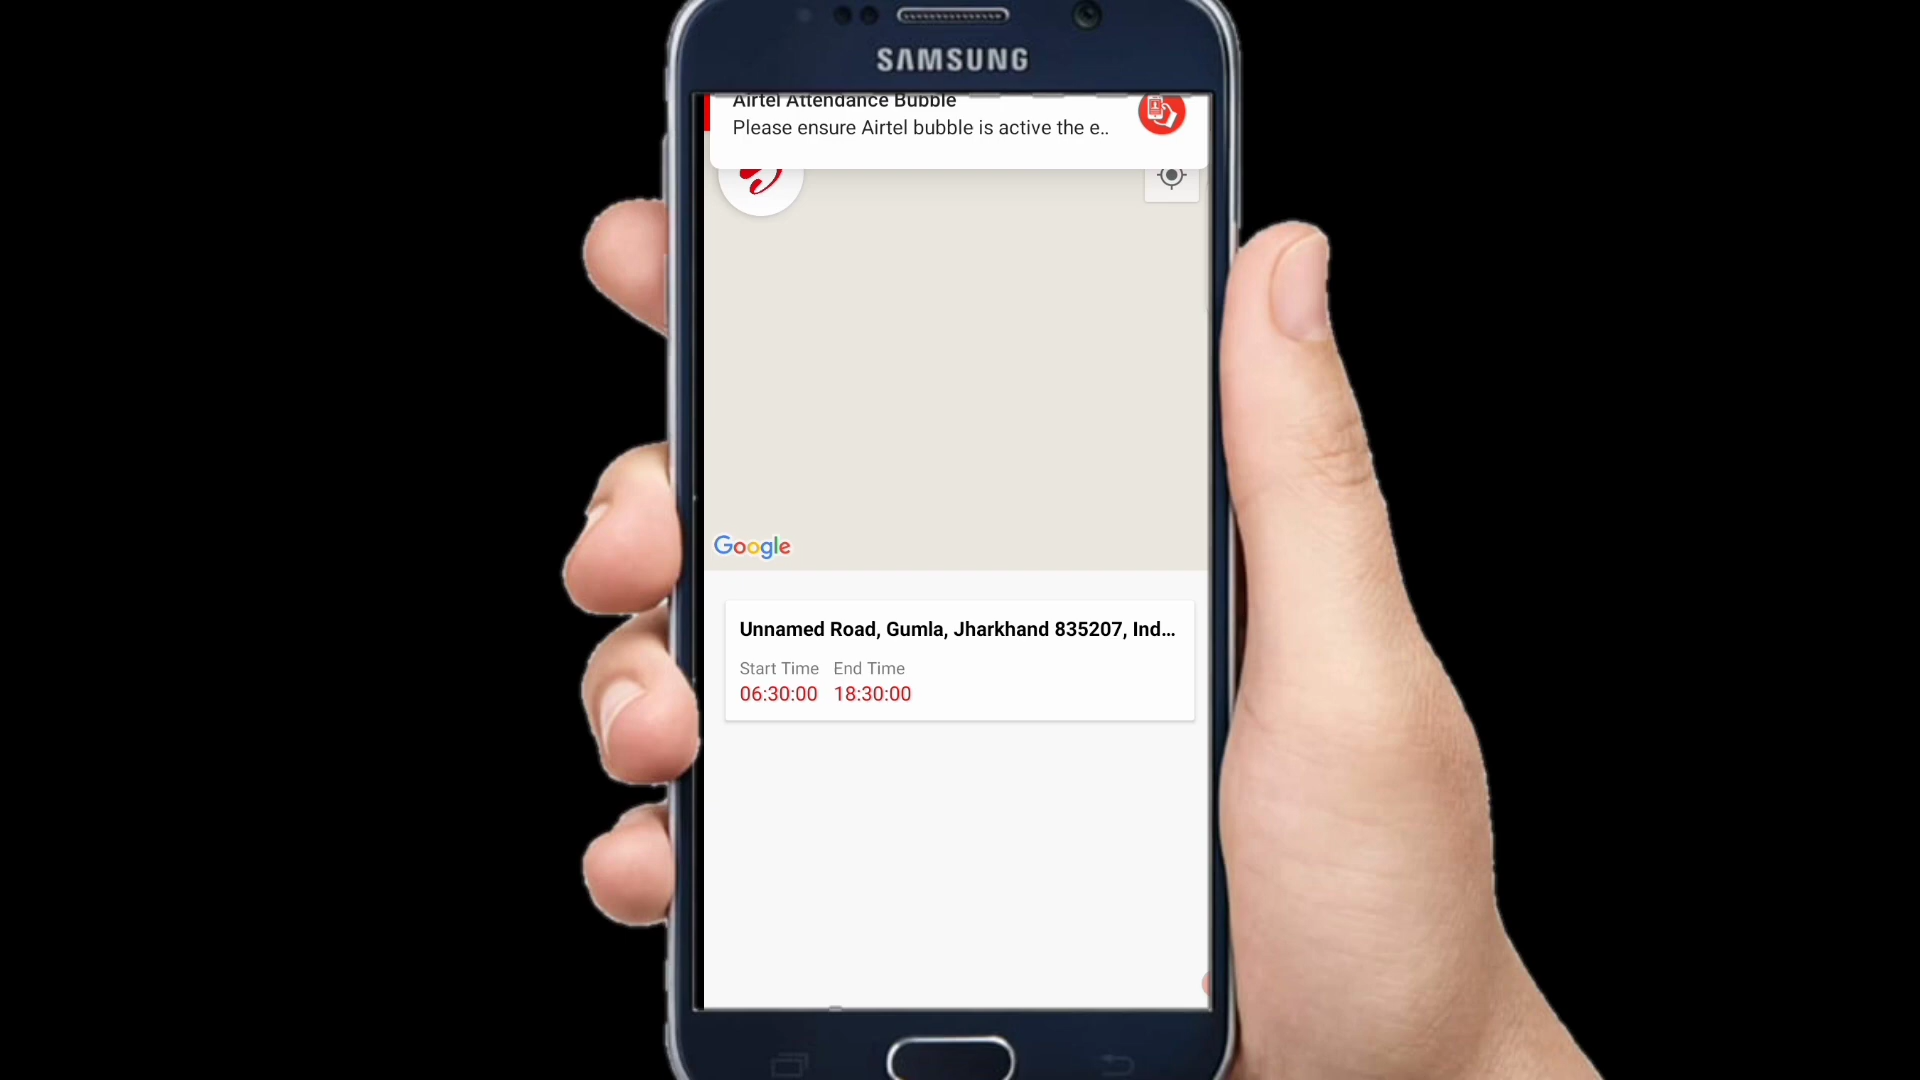 SAMSUNG
Airtel Attendance Bubble
Please ensure Airtel bubble is active the e..
Google
Unnamed Road, Gumla, Jharkhand 835207, Ind...
Start Time End Time
06:30:00 18:30:00